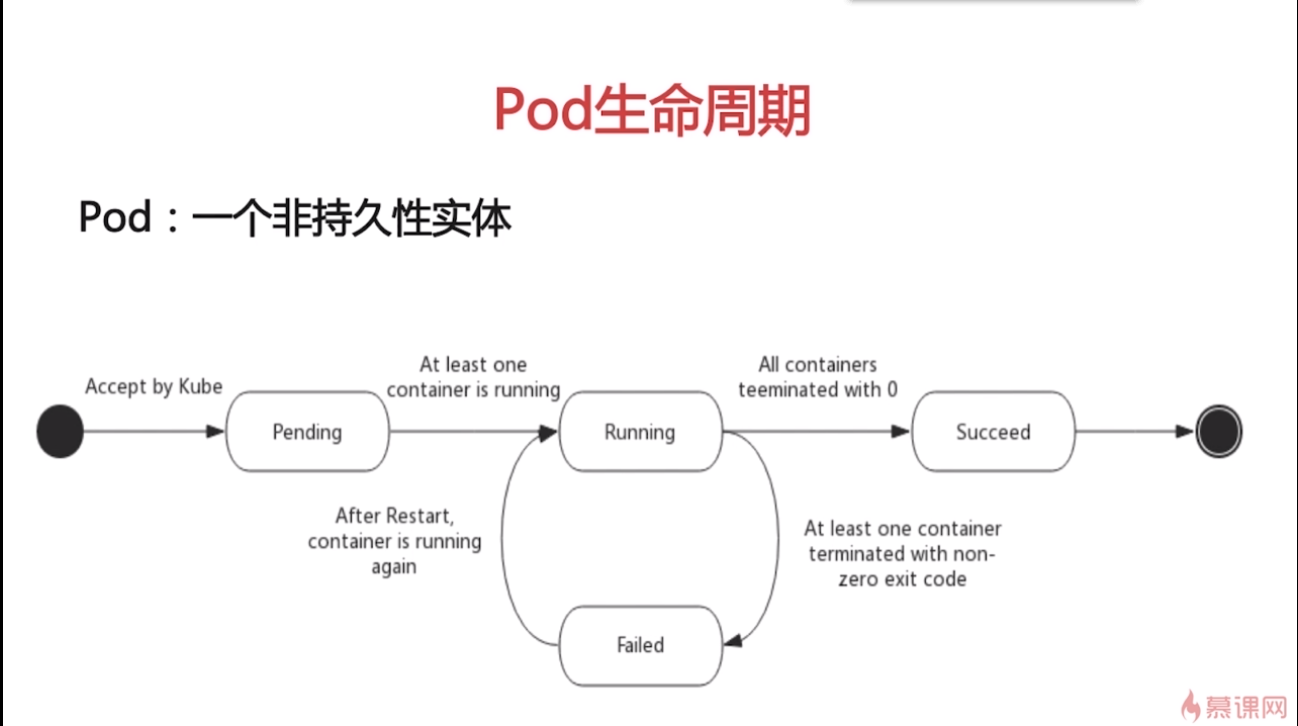 Pod生命周期
Pod：一个非持久性实体
Accept by Kube
Pending
At least one
container is running
Running
All containers
teeminated with 0
Succeed
After Restart,
container is running
again
At least one container
terminated with non-
zero exit code
Failed
慕课网